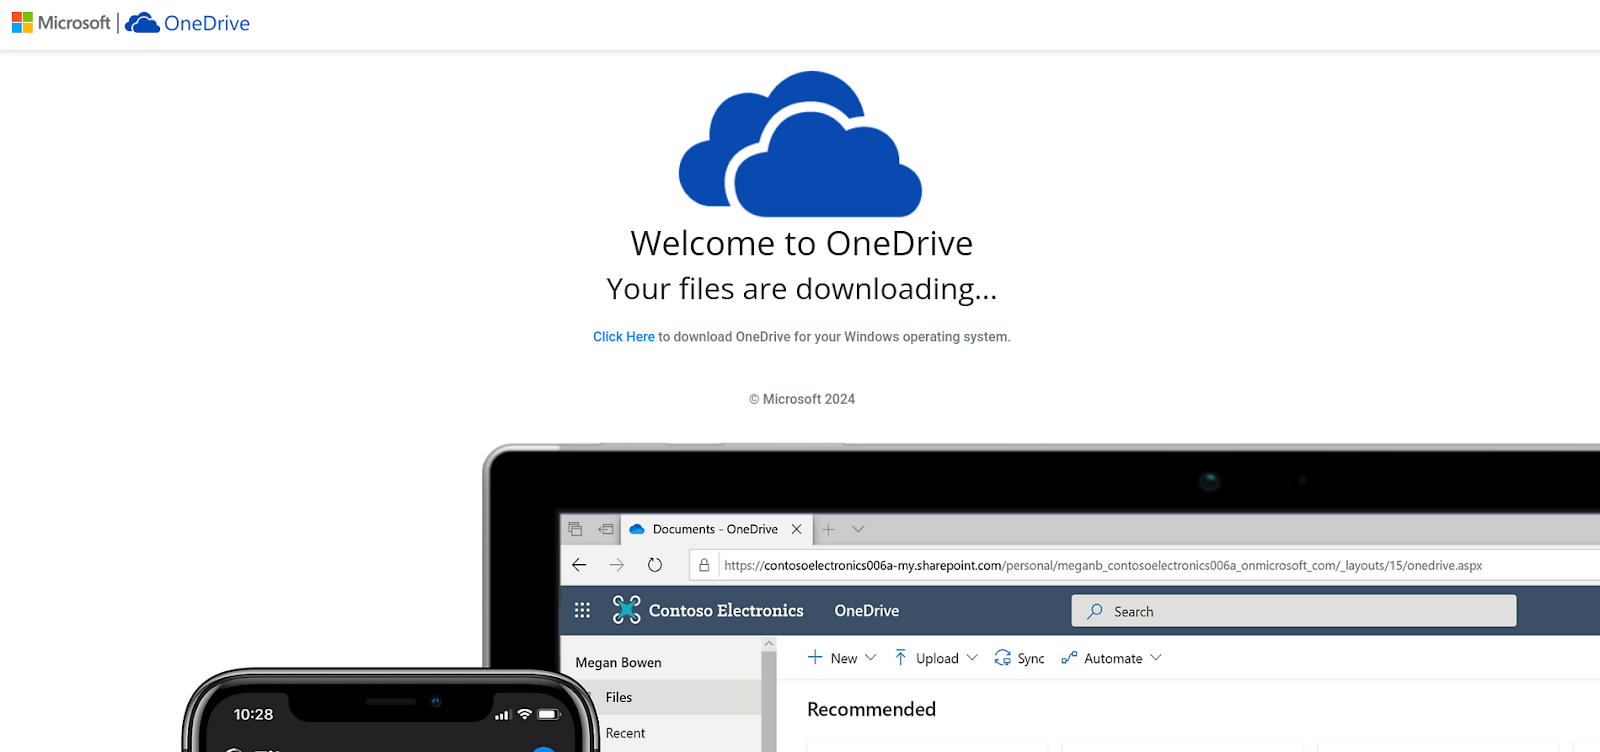 Microsoft | OneDrive
Welcome to OneDrive
Your files are downloading...
Click Here to download OneDrive for your Windows operating system.
© Microsoft 2024
Documents - OneDrive
https://contosoelectronics006a-my.sharepoint.com/personal/meganb_contosoelectronics006a_onmicrosoft_com/_layouts/15/onedrive.aspx
Contoso Electronics OneDrive Search
Megan Bowen
New Upload Sync Automate
Files
Recommended
10:28
Recent